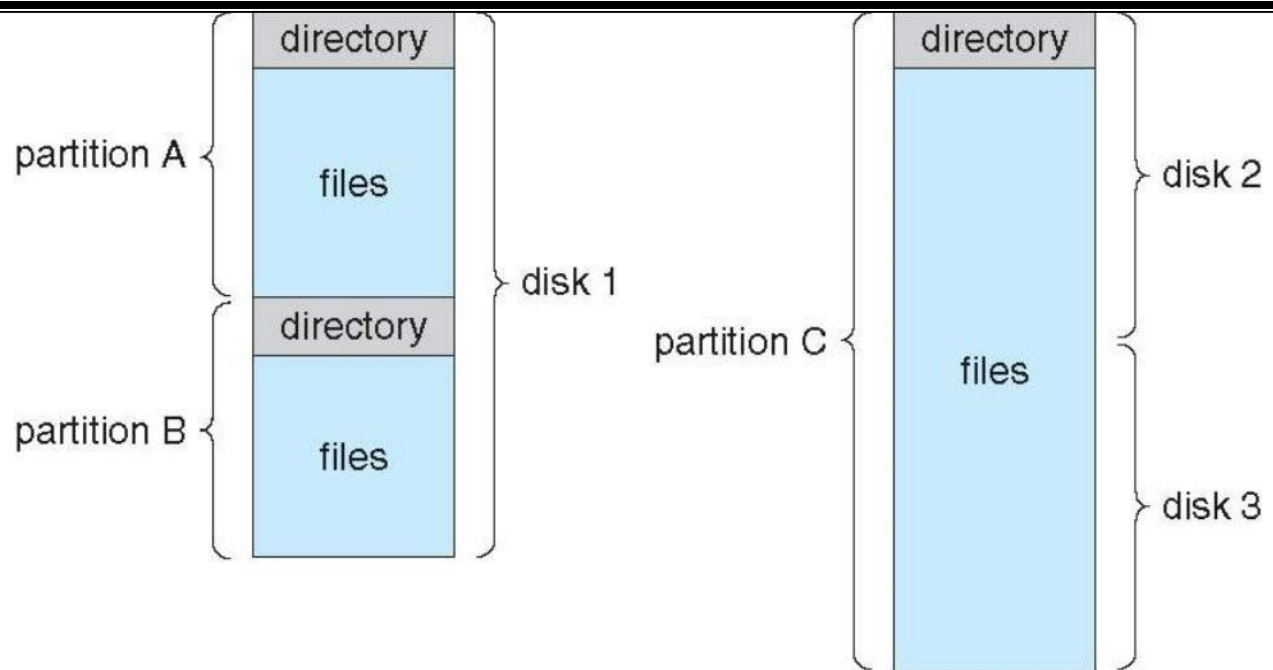 directory
partition A
files
disk 1
directory
partition B
files
directory
disk 2
partition C
files
disk 3